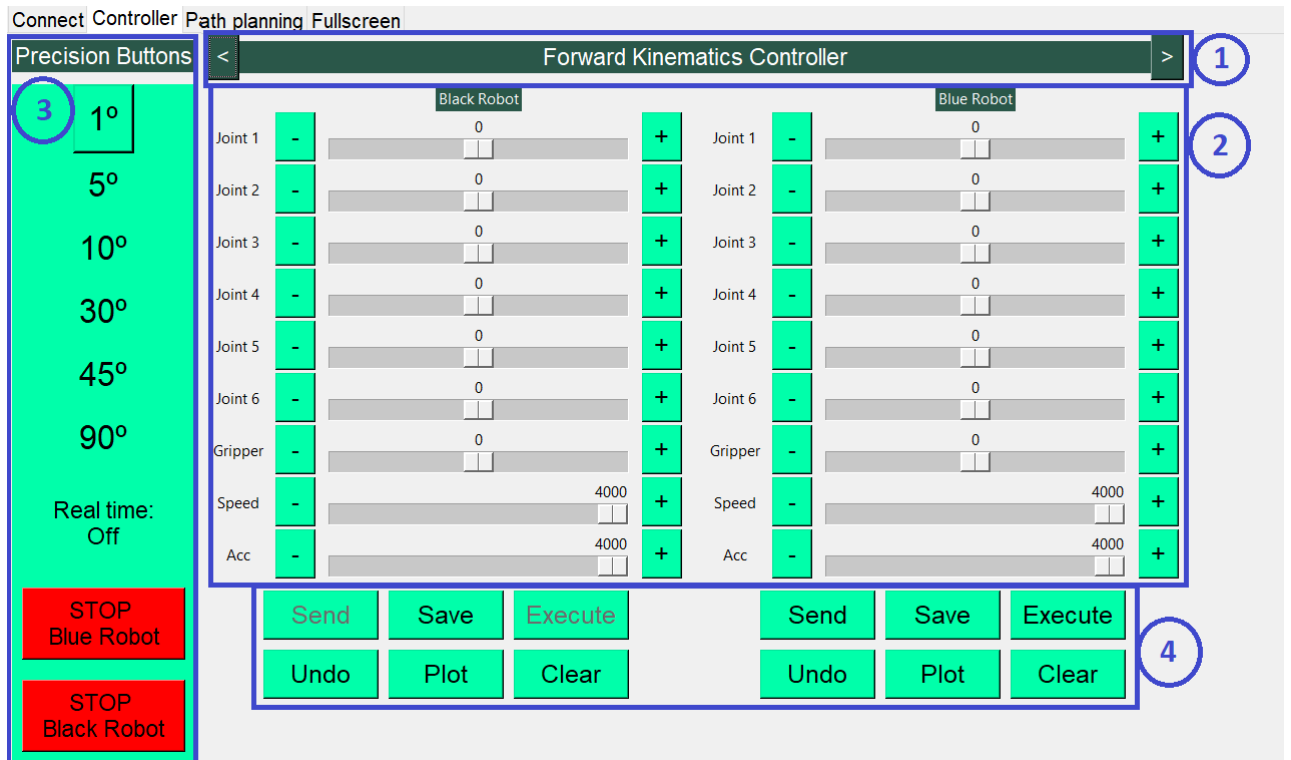 Connect Controller Path planning Fullscreen
Precision Buttons
< Forward Kinematics Controller >
1
3
1º
5º
10º
30º
45º
90º
Real time:
Off
STOP
Blue Robot
STOP
Black Robot
Black Robot
Joint 1 - 0 +
Joint 2 - 0 +
Joint 3 - 0 +
Joint 4 - 0 +
Joint 5 - 0 +
Joint 6 - 0 +
Gripper - 0 +
Speed - 4000 +
Acc - 4000 +
Blue Robot
Joint 1 - 0 +
Joint 2 - 0 +
Joint 3 - 0 +
Joint 4 - 0 +
Joint 5 - 0 +
Joint 6 - 0 +
Gripper - 0 +
Speed - 4000 +
Acc - 4000 +
2
Send Save Execute
Undo Plot Clear
Send Save Execute
Undo Plot Clear
4